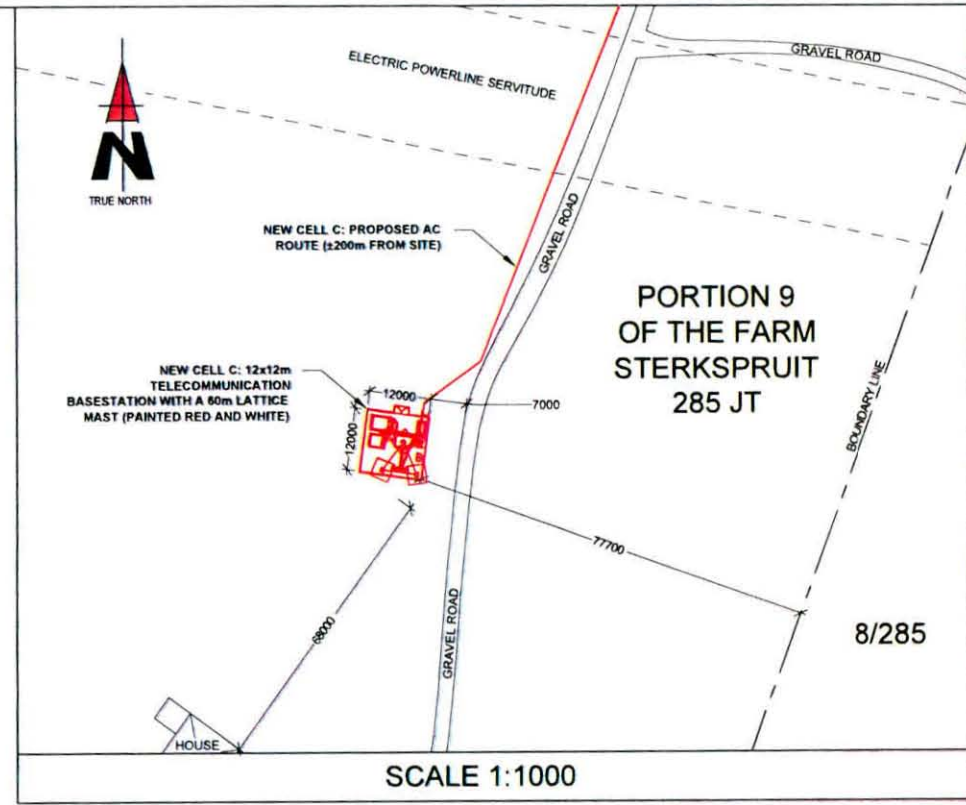 ELECTRIC POWERLINE SERVITUDE
GRAVEL ROAD
N
TRUE NORTH
NEW CELL C: PROPOSED AC
ROUTE (±200m FROM SITE)
GRAVEL ROAD
PORTION 9
OF THE FARM
STERKSPRUIT
285 JT
NEW CELL C: 12x12m
TELECOMMUNICATION
BASESTATION WITH A 60m LATTICE
MAST (PAINTED RED AND WHITE)
12000
7000
12000
BOUNDARY LINE
77700
68000
GRAVEL ROAD
8/285
HOUSE
SCALE 1:1000